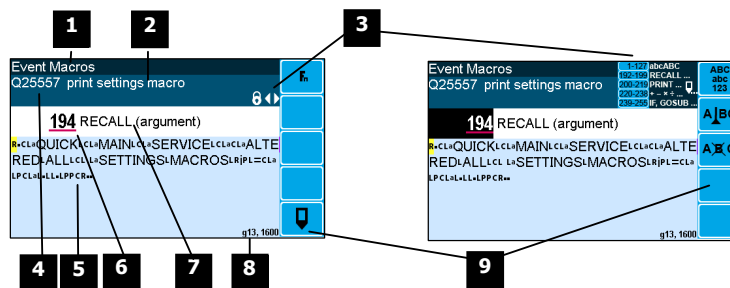 1
2
3
Event Macros
Q25557 print settings macro
Fn
194 RECALL (argument)
QUICK MAIN SERVICE ALTE
RED ALL SETTINGS MACROS
g13, 1600
Event Macros
Q25557 print settings macro
1-127 abcABC
192-199 RECALL ...
200-219 PRINT ...
220-238 + - × ÷ ...
239-255 IF, GOSUB ...
ABC
abc
123
194 RECALL (argument)
QUICK MAIN SERVICE ALTE
RED ALL SETTINGS MACROS
g13, 1600
4
5
6
7
8
9